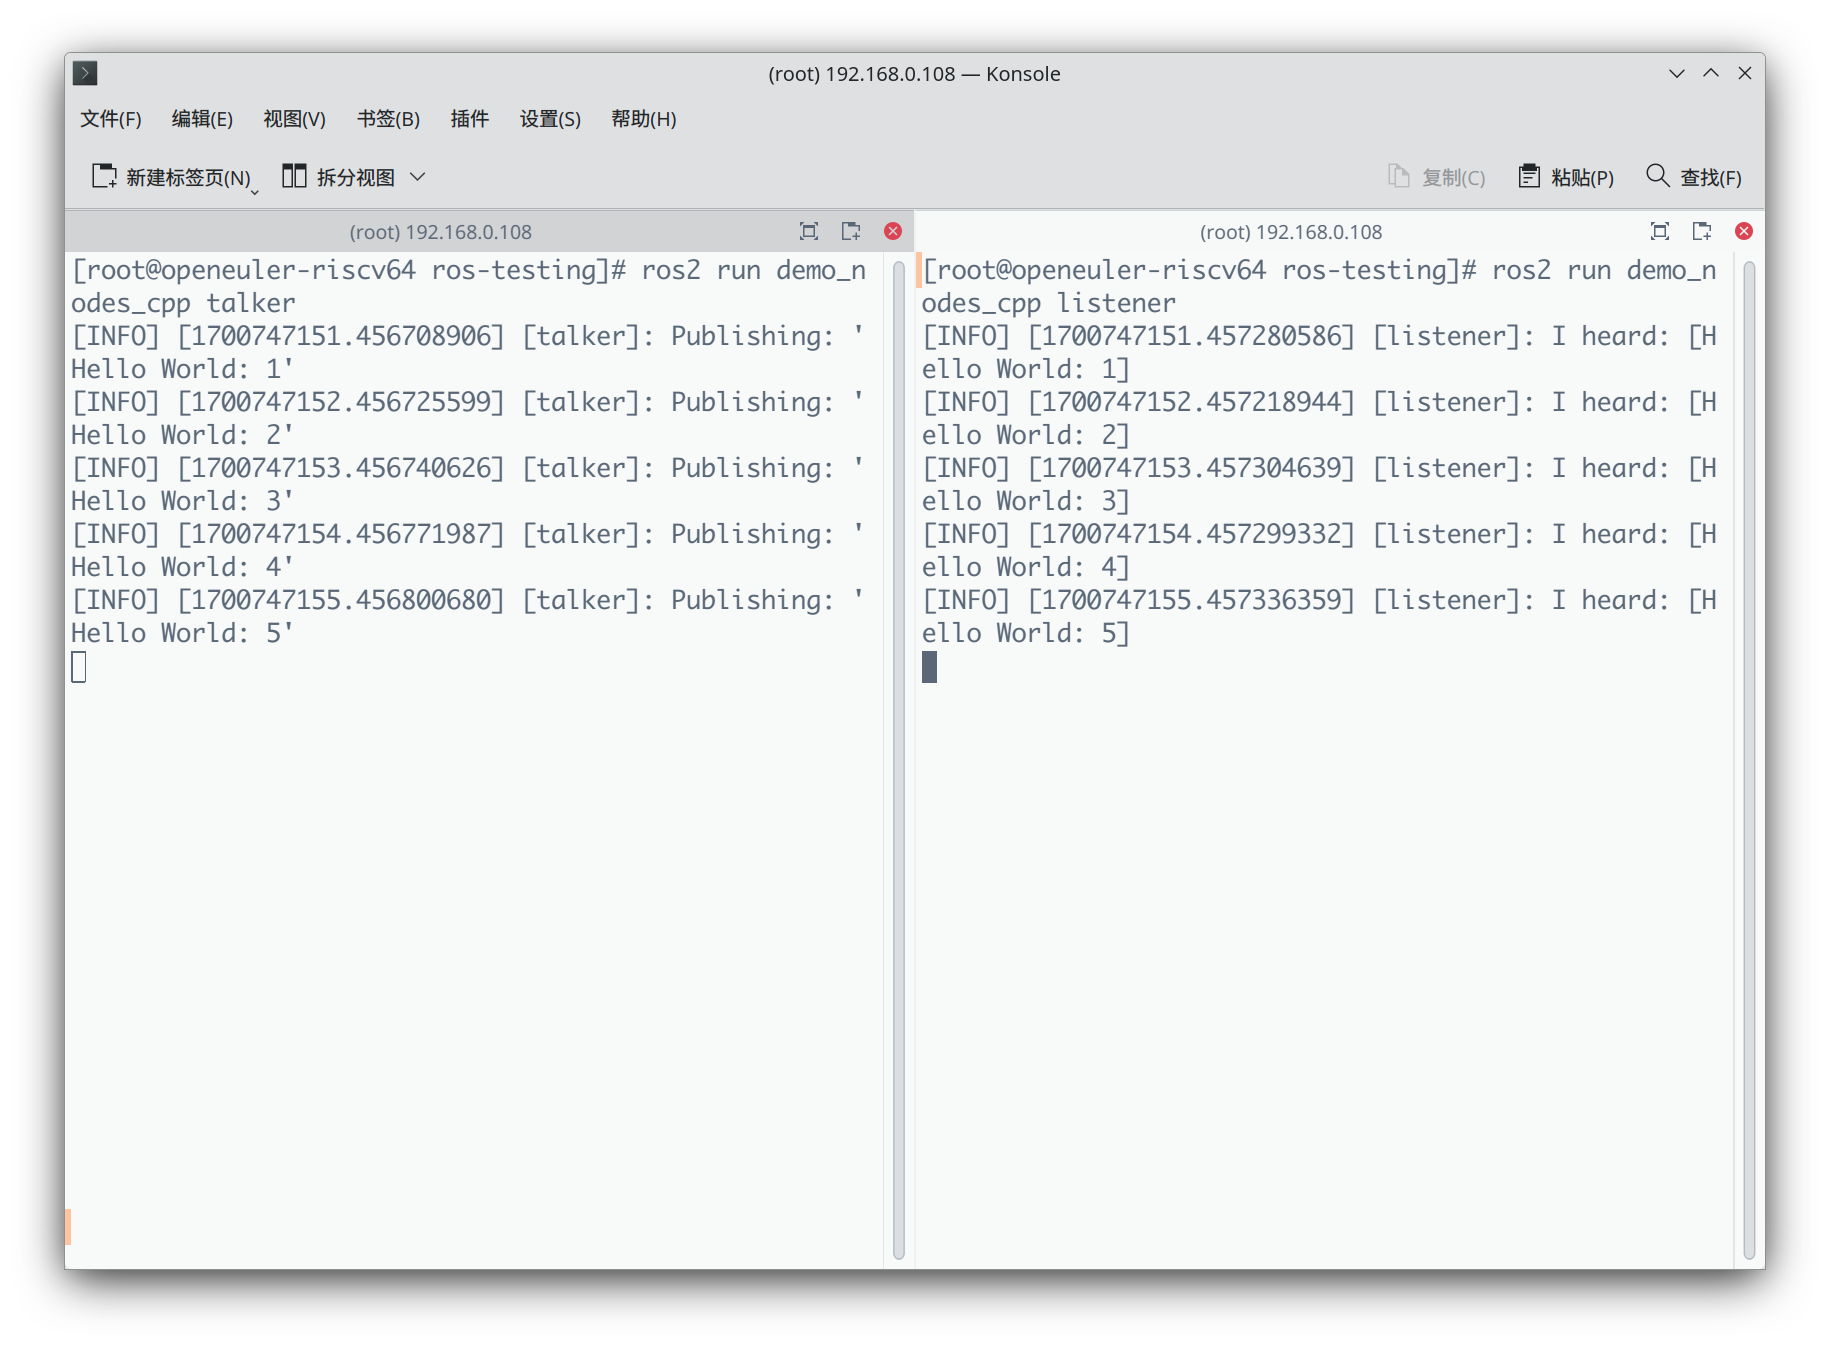 (root) 192.168.0.108 — Konsole
文件(F) 编辑(E) 视图(V) 书签(B) 插件 设置(S) 帮助(H)
新建标签页(N) 拆分视图 复制(C) 粘贴(P) 查找(F)
(root) 192.168.0.108
[root@openeuler-riscv64 ros-testing]# ros2 run demo_n
odes_cpp talker
[INFO] [1700747151.456708906] [talker]: Publishing: '
Hello World: 1'
[INFO] [1700747152.456725599] [talker]: Publishing: '
Hello World: 2'
[INFO] [1700747153.456740626] [talker]: Publishing: '
Hello World: 3'
[INFO] [1700747154.456771987] [talker]: Publishing: '
Hello World: 4'
[INFO] [1700747155.456800680] [talker]: Publishing: '
Hello World: 5'
(root) 192.168.0.108
[root@openeuler-riscv64 ros-testing]# ros2 run demo_n
odes_cpp listener
[INFO] [1700747151.457280586] [listener]: I heard: [H
ello World: 1]
[INFO] [1700747152.457218944] [listener]: I heard: [H
ello World: 2]
[INFO] [1700747153.457304639] [listener]: I heard: [H
ello World: 3]
[INFO] [1700747154.457299332] [listener]: I heard: [H
ello World: 4]
[INFO] [1700747155.457336359] [listener]: I heard: [H
ello World: 5]